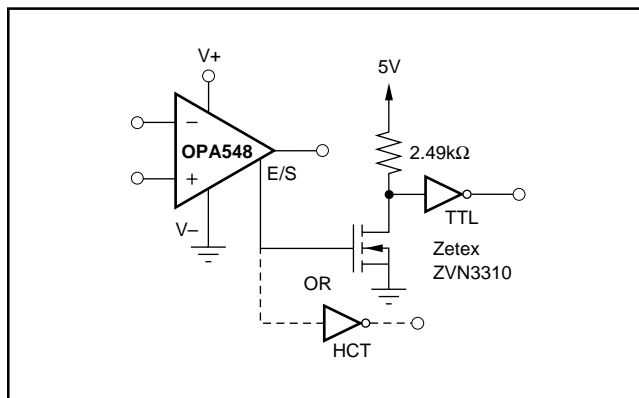 V+
5V
−
OPA548
2.49kΩ
+
E/S
V−
TTL
Zetex
ZVN3310
OR
HCT